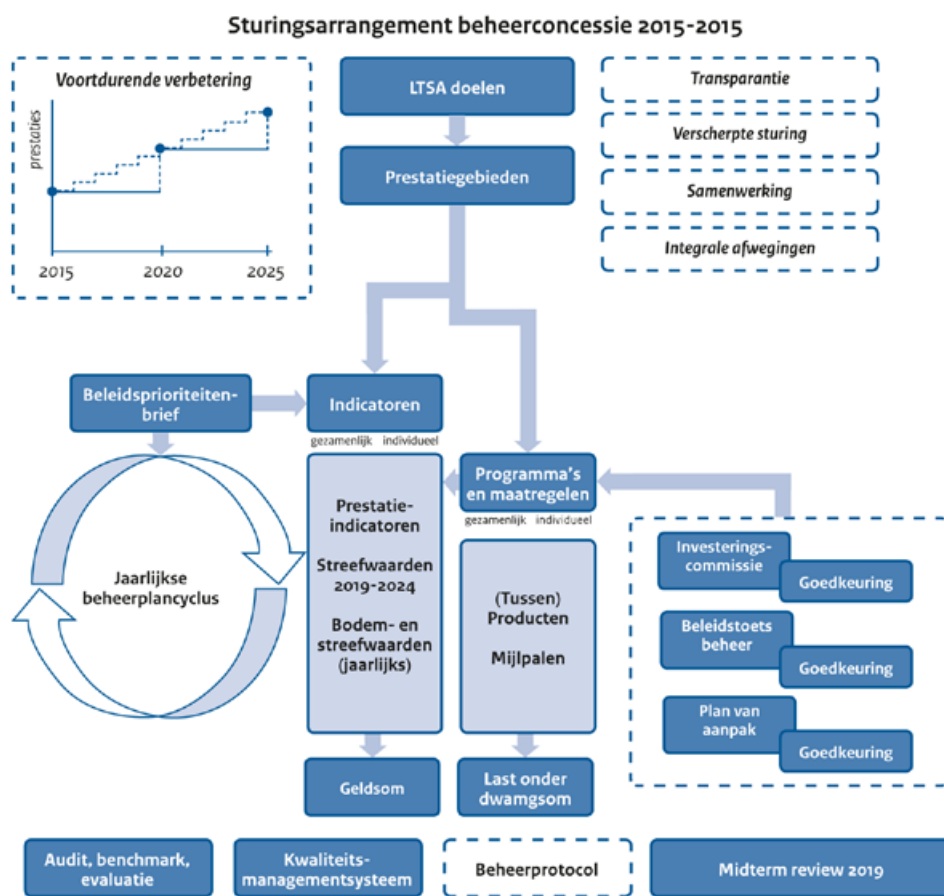 Sturingsarrangement beheerconcessie 2015-2015
Voortdurende verbetering
prestaties
2015
2020
2025
LTSA doelen
Prestatiegebieden
Transparantie
Verscherpte sturing
Samenwerking
Integrale afwegingen
Beleidsprioriteiten-
brief
Indicatoren
gezamenlijk individueel
Programma's
en maatregelen
gezamenlijk individueel
Jaarlijkse
beheerplancyclus
Prestatie-
indicatoren
Streefwaarden
2019-2024
Bodem- en
streefwaarden
(jaarlijks)
(Tussen)
Producten
Mijlpalen
Investerings-
commissie
Goedkeuring
Beleidstoets
beheer
Goedkeuring
Plan van
aanpak
Goedkeuring
Geldsom
Last onder
dwamgsom
Audit, benchmark,
evaluatie
Kwaliteits-
managementsysteem
Beheerprotocol
Midterm review 2019